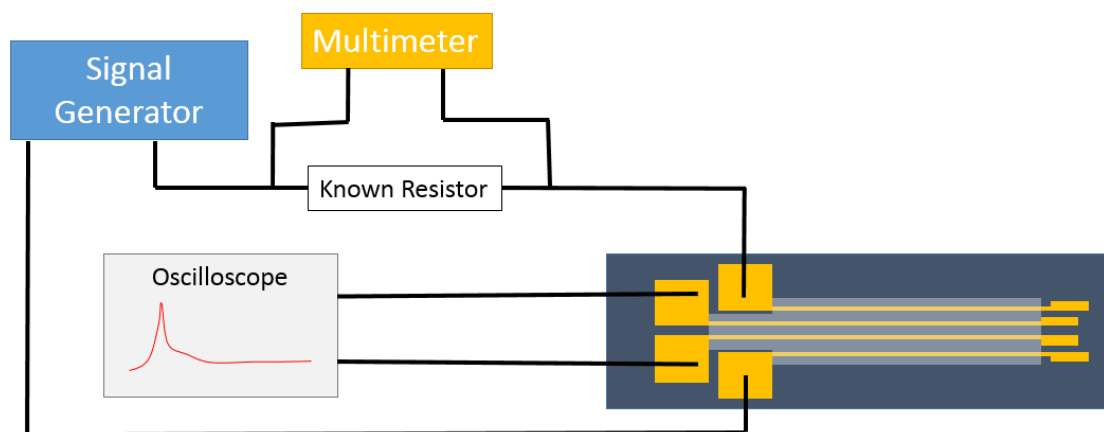 Multimeter
Signal
Generator
Known Resistor
Oscilloscope